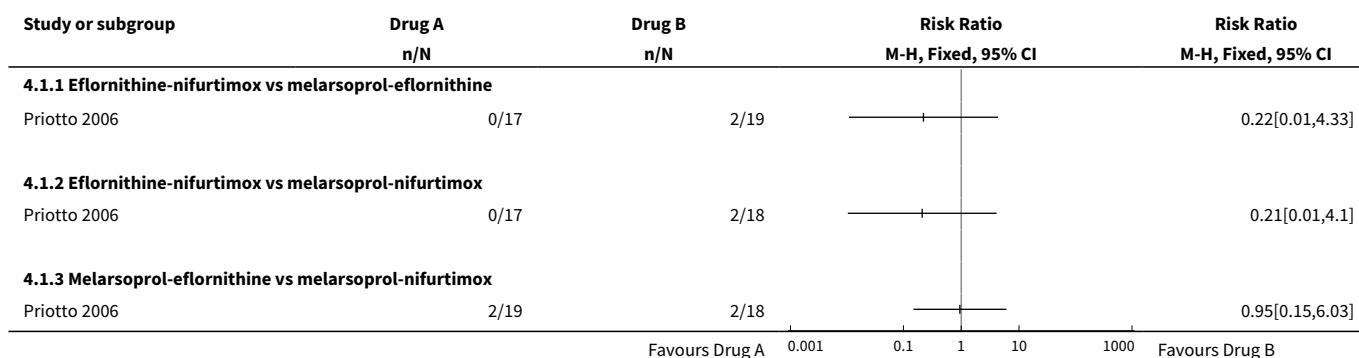 Study or subgroup Drug A Drug B Risk Ratio Risk Ratio
n/N n/N M-H, Fixed, 95% CI M-H, Fixed, 95% CI
4.1.1 Eflornithine-nifurtimox vs melarsoprol-eflornithine
Priotto 2006 0/17 2/19 0.22[0.01,4.33]
4.1.2 Eflornithine-nifurtimox vs melarsoprol-nifurtimox
Priotto 2006 0/17 2/18 0.21[0.01,4.1]
4.1.3 Melarsoprol-eflornithine vs melarsoprol-nifurtimox
Priotto 2006 2/19 2/18 0.95[0.15,6.03]
Favours Drug A 0.001 0.1 1 10 1000 Favours Drug B